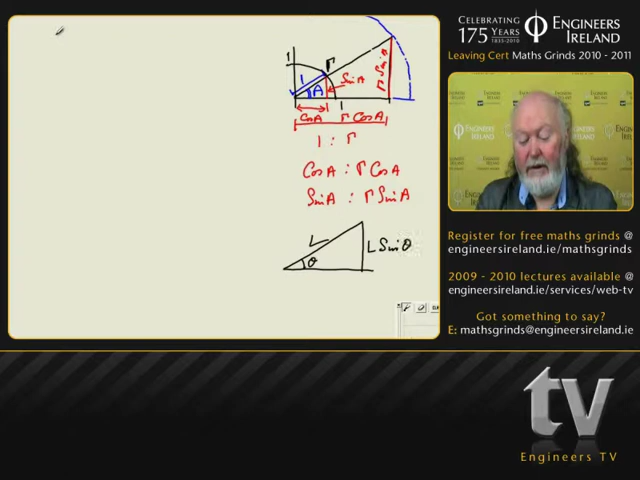 1
r
1
A
Sin A
r Sin A
1
Cos A
r Cos A
1 : r
Cos A : r Cos A
Sin A : r Sin A
L
θ
L Sin θ
CELEBRATING
175 YEARS
1835-2010
ENGINEERS
IRELAND
Leaving Cert Maths Grinds 2010 - 2011
Register for free maths grinds @
engineersireland.ie/mathsgrinds
2009 - 2010 lectures available @
engineersireland.ie/services/web-tv
Got something to say?
E: mathsgrinds@engineersireland.ie
tv
Engineers TV